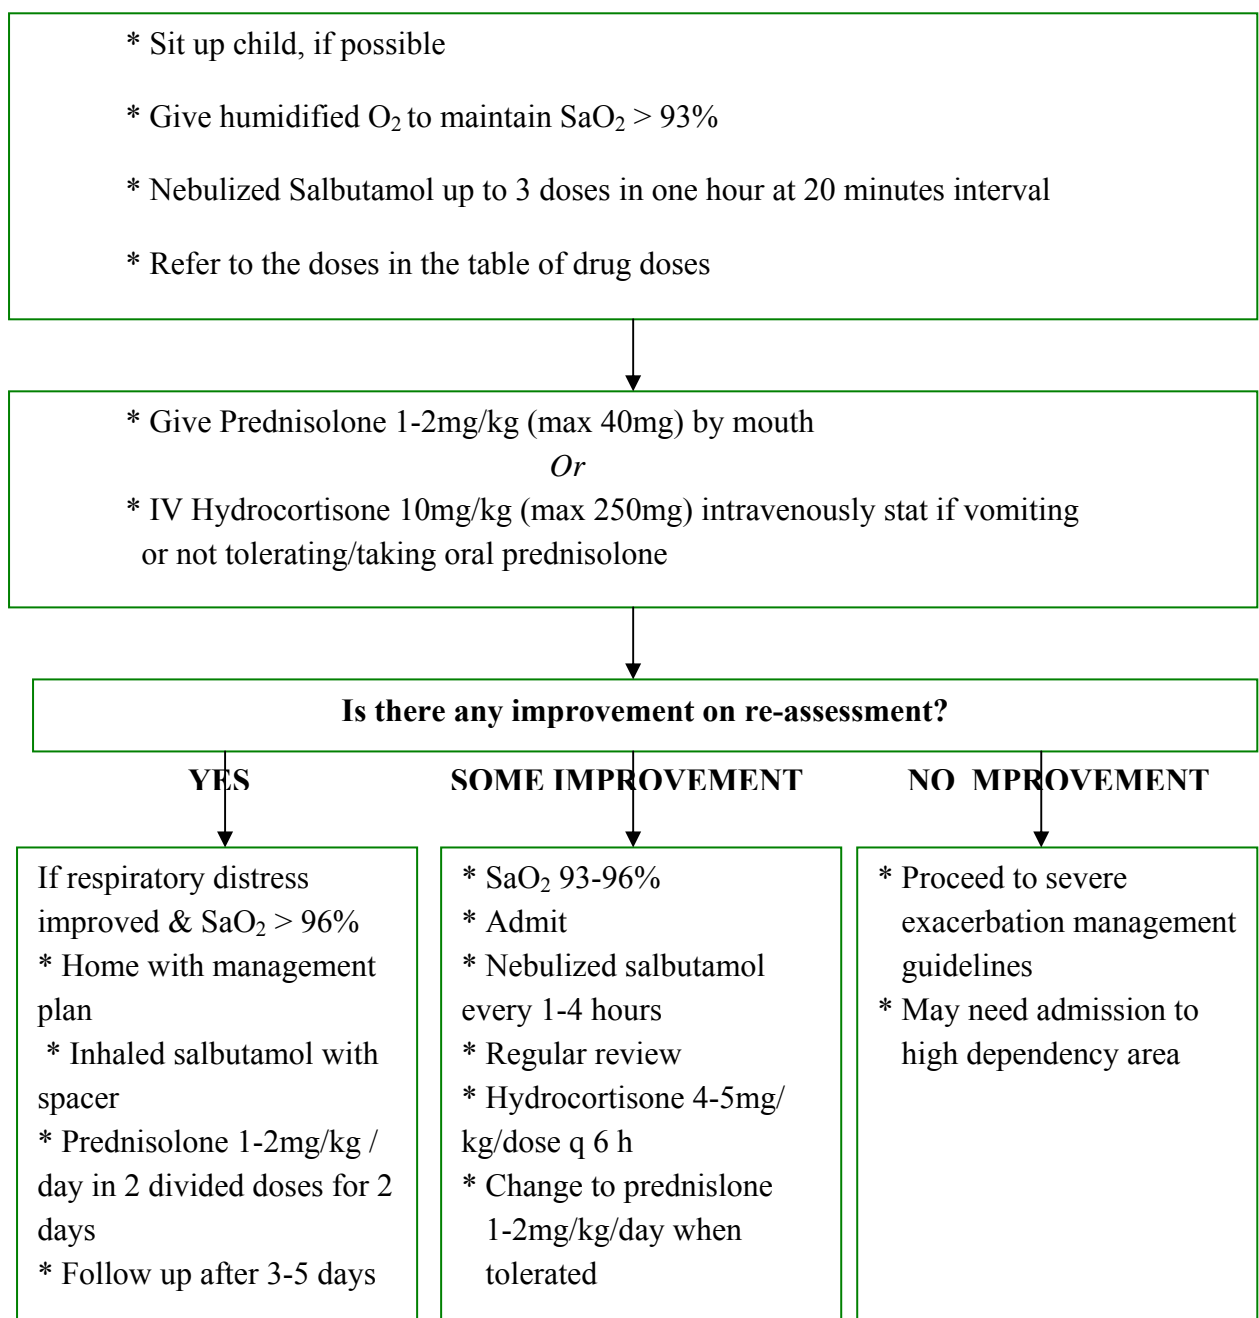 * Sit up child, if possible
* Give humidified O₂ to maintain SaO₂ > 93%
* Nebulized Salbutamol up to 3 doses in one hour at 20 minutes interval
* Refer to the doses in the table of drug doses
* Give Prednisolone 1-2mg/kg (max 40mg) by mouth
Or
* IV Hydrocortisone 10mg/kg (max 250mg) intravenously stat if vomiting
or not tolerating/taking oral prednisolone
Is there any improvement on re-assessment?
YES
SOME IMPROVEMENT
NO MPROVEMENT
If respiratory distress
improved & SaO₂ > 96%
* Home with management
plan
* Inhaled salbutamol with
spacer
* Prednisolone 1-2mg/kg /
day in 2 divided doses for 2
days
* Follow up after 3-5 days
* SaO₂ 93-96%
* Admit
* Nebulized salbutamol
every 1-4 hours
* Regular review
* Hydrocortisone 4-5mg/
kg/dose q 6 h
* Change to prednislone
1-2mg/kg/day when
tolerated
* Proceed to severe
exacerbation management
guidelines
* May need admission to
high dependency area